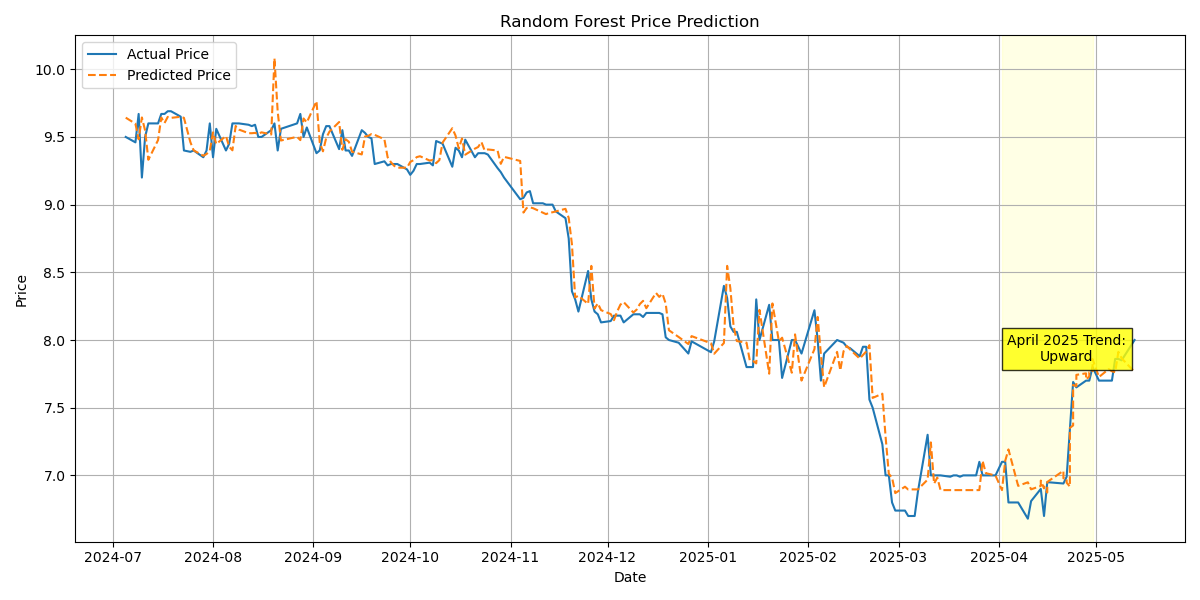 Random Forest Price Prediction
Actual Price
Predicted Price
Price
10.0
9.5
9.0
8.5
8.0
7.5
7.0
April 2025 Trend:
Upward
2024-07 2024-08 2024-09 2024-10 2024-11 2024-12 2025-01 2025-02 2025-03 2025-04 2025-05
Date